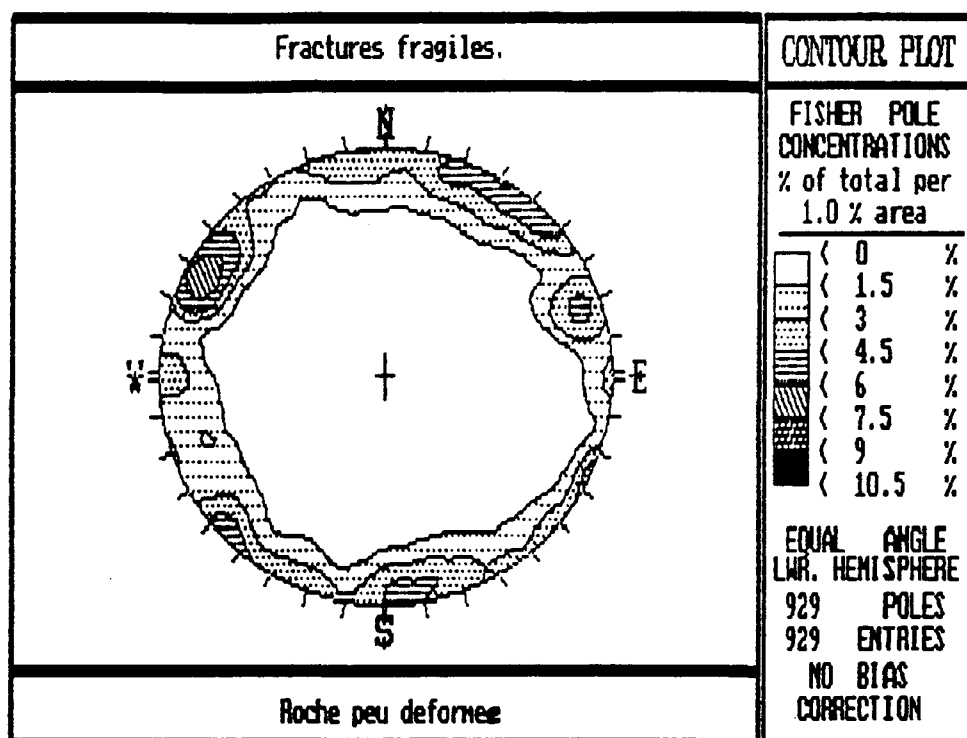 Fractures fragiles.
N
W
E
S
Roche peu deformee
CONTOUR PLOT
FISHER POLE
CONCENTRATIONS
% of total per
1.0 % area
< 0 %
< 1.5 %
< 3 %
< 4.5 %
< 6 %
< 7.5 %
< 9 %
< 10.5 %
EQUAL ANGLE
LWR. HEMISPHERE
929 POLES
929 ENTRIES
NO BIAS
CORRECTION